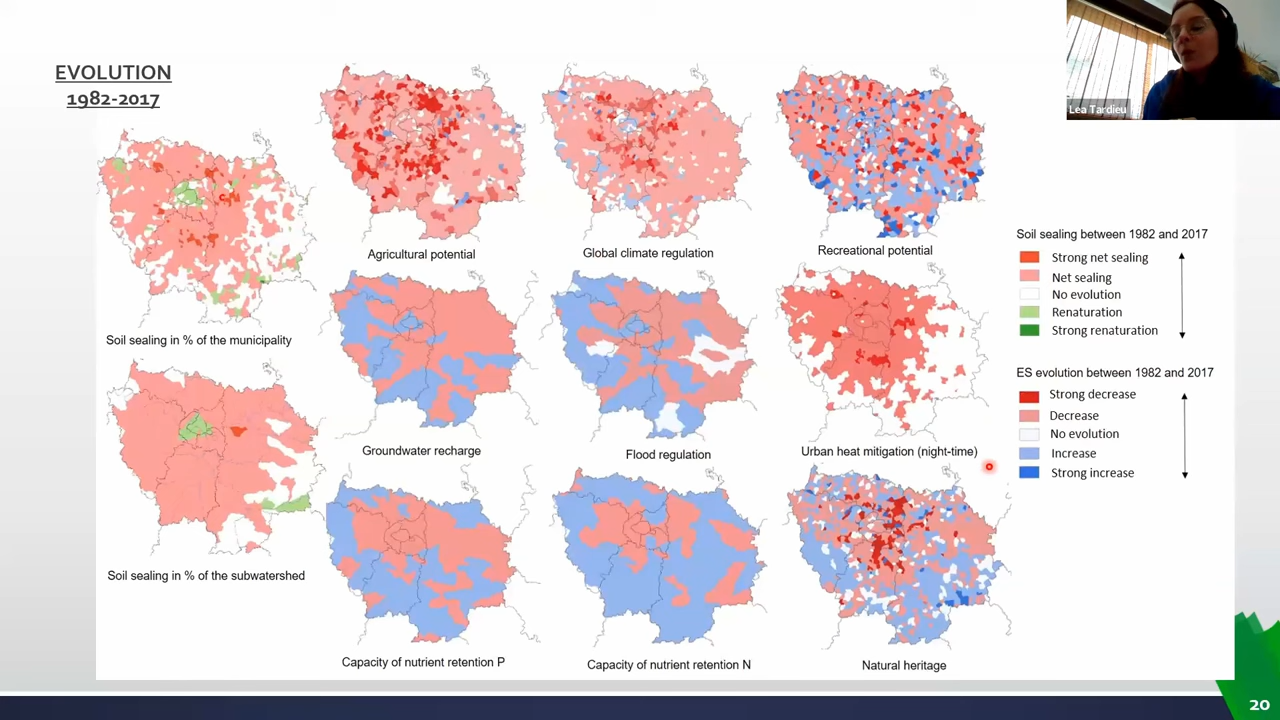 EVOLUTION
1982-2017
Lea Tardieu
Agricultural potential
Global climate regulation
Recreational potential
Soil sealing in % of the municipality
Groundwater recharge
Flood regulation
Urban heat mitigation (night-time)
Soil sealing in % of the subwatershed
Capacity of nutrient retention P
Capacity of nutrient retention N
Natural heritage
Soil sealing between 1982 and 2017
Strong net sealing
Net sealing
No evolution
Renaturation
Strong renaturation
ES evolution between 1982 and 2017
Strong decrease
Decrease
No evolution
Increase
Strong increase
20